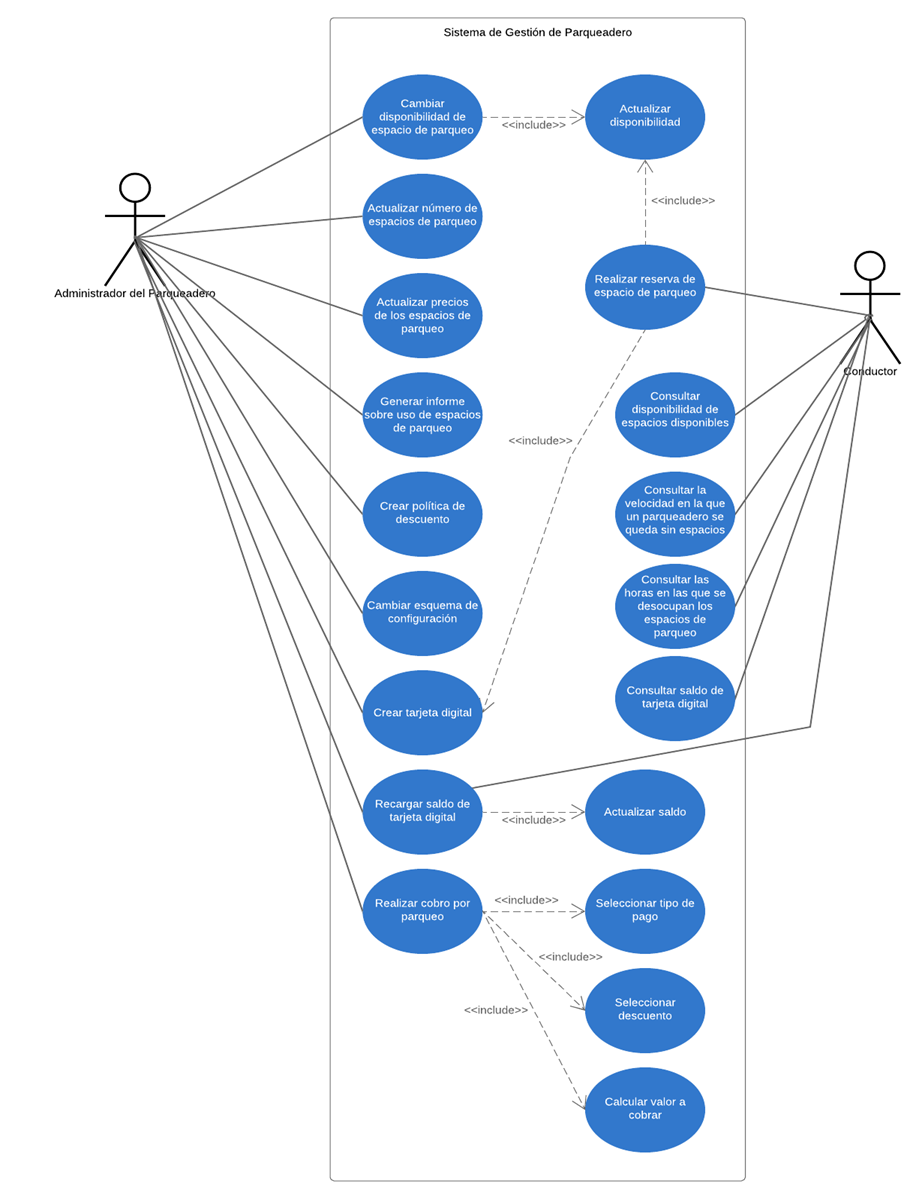 Sistema de Gestión de Parqueadero
Cambiar
disponibilidad de
espacio de parqueo
<<include>>
Actualizar
disponibilidad
Actualizar número de
espacios de parqueo
<<include>>
Administrador del Parqueadero
Realizar reserva de
espacio de parqueo
Actualizar precios
de los espacios de
parqueo
Conductor
Generar informe
sobre uso de espacios
de parqueo
<<include>>
Consultar
disponibilidad de
espacios disponibles
Crear política de
descuento
Consultar la
velocidad en la que
un parqueadero se
queda sin espacios
Cambiar esquema de
configuración
Consultar las
horas en las que se
desocupan los
espacios de
parqueo
Crear tarjeta digital
Consultar saldo de
tarjeta digital
Recargar saldo de
tarjeta digital
<<include>>
Actualizar saldo
Realizar cobro por
parqueo
<<include>>
Seleccionar tipo de
pago
<<include>>
<<include>>
Seleccionar
descuento
Calcular valor a
cobrar